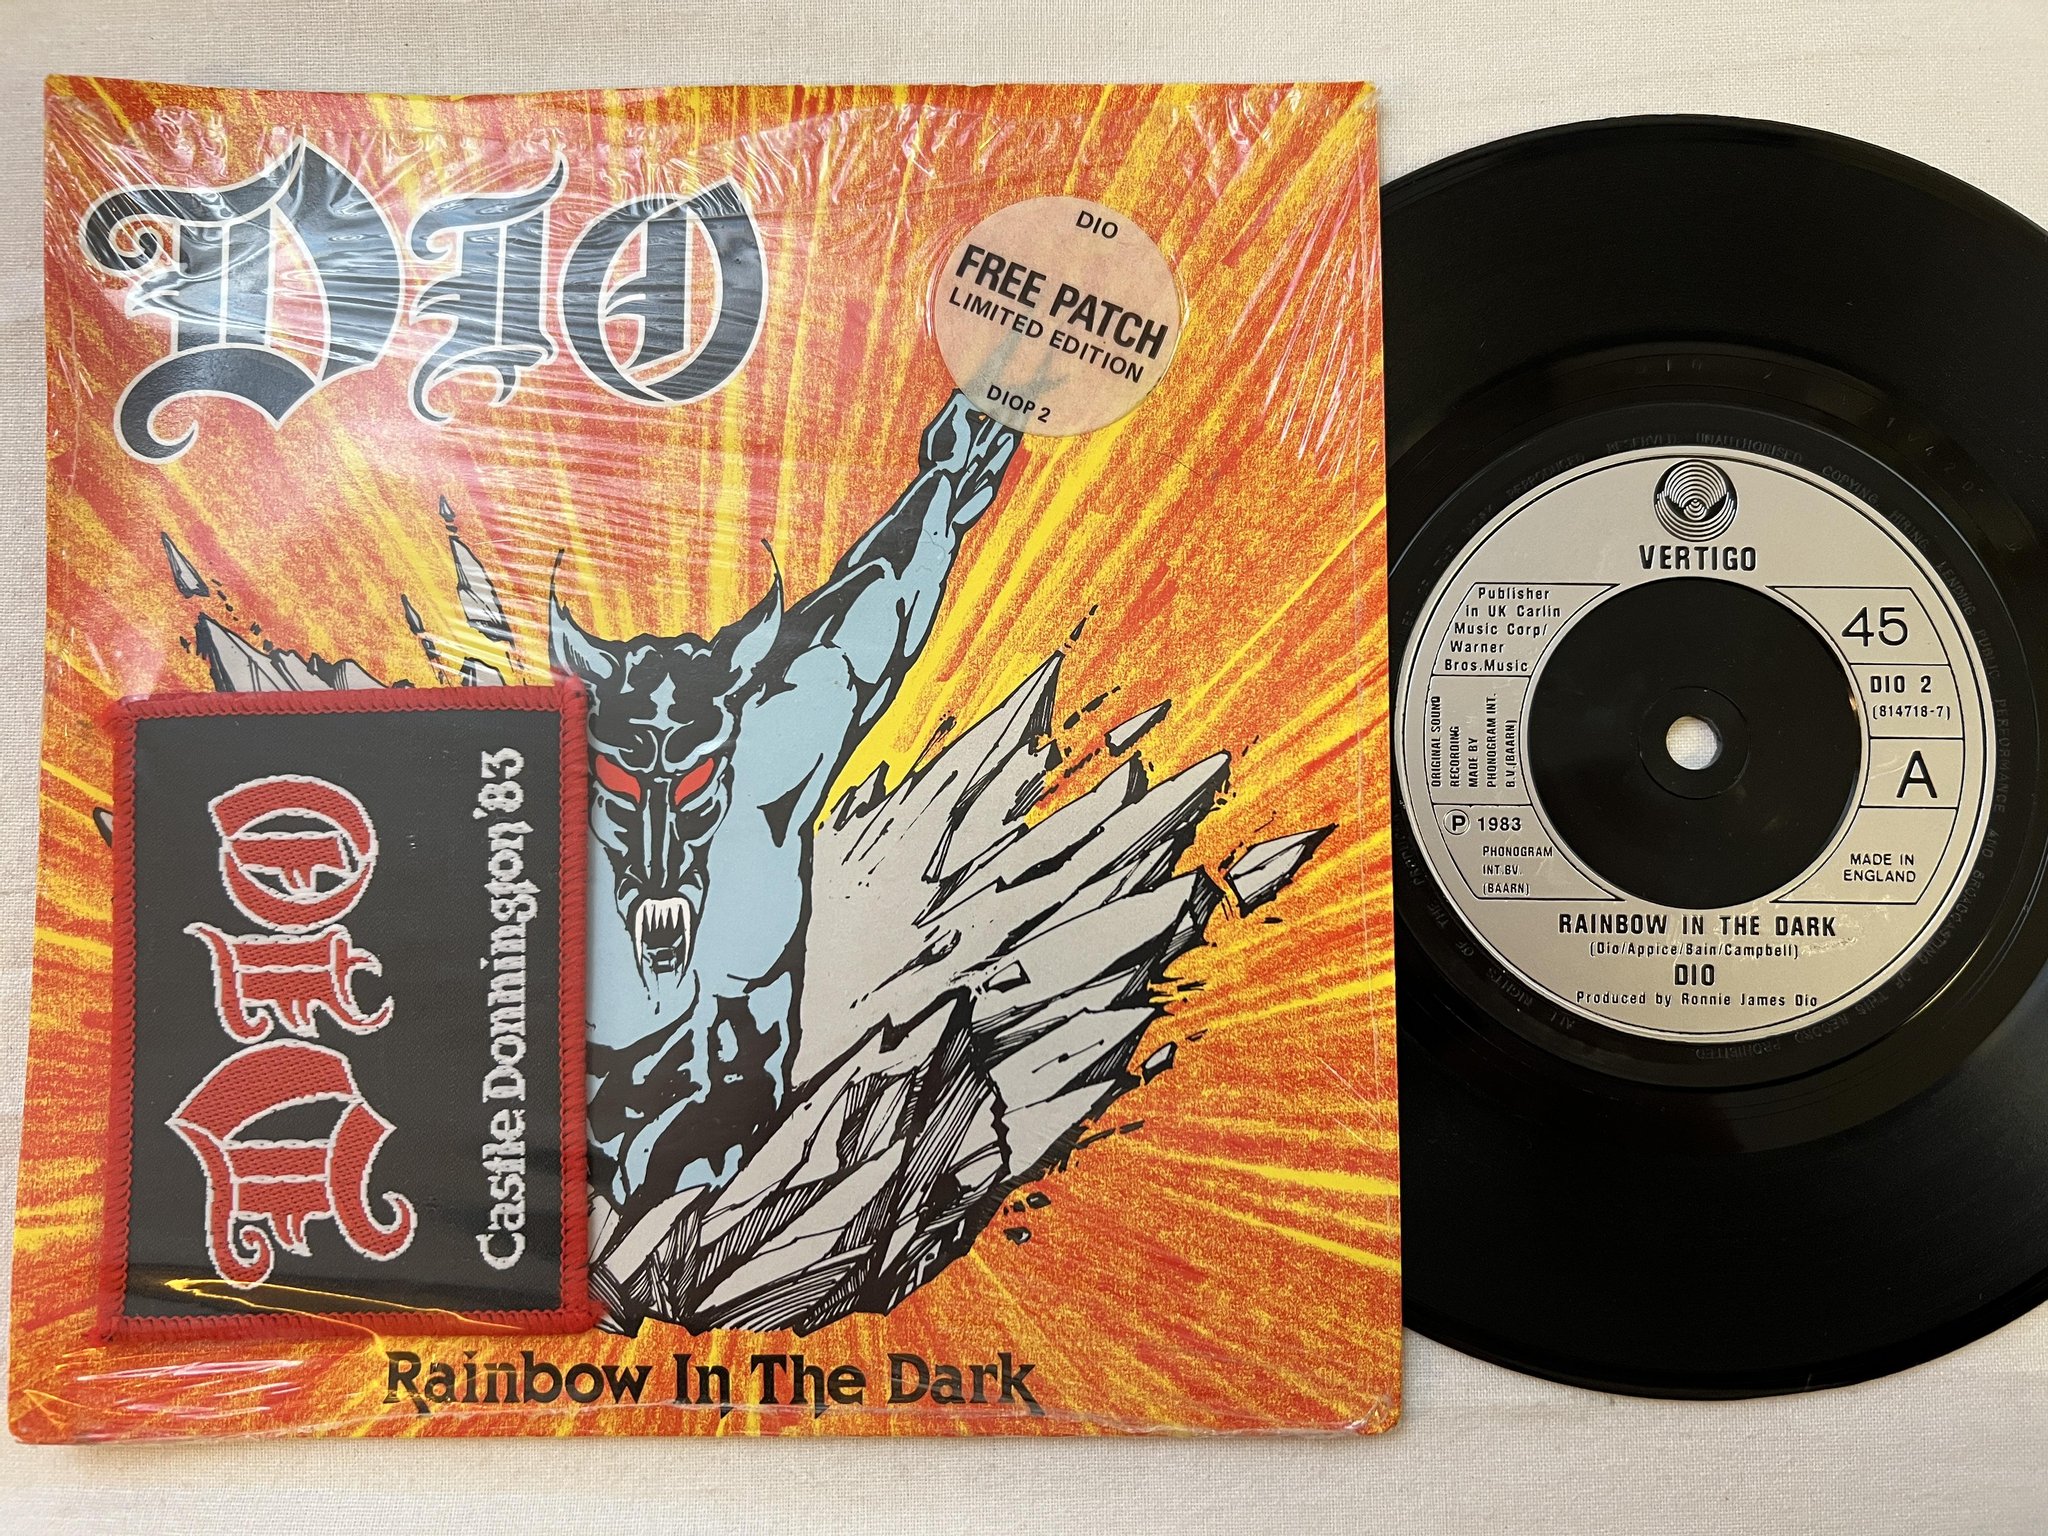 DIO
DIO
FREE PATCH
LIMITED EDITION
DIOP 2
DIO
Castle Donnington '83
Rainbow In The Dark
VERTIGO
Publisher
in UK Carlin
Music Corp/
Warner
Bros.Music
ORIGINAL SOUND
RECORDING
MADE BY
PHONOGRAM INT.
B.V.(BAARN)
P 1983
PHONOGRAM
INT.BV.
(BAARN)
45
DIO 2
(814718-7)
A
MADE IN
ENGLAND
RAINBOW IN THE DARK
(Dio/Appice/Bain/Campbell)
DIO
Produced by Ronnie James Dio